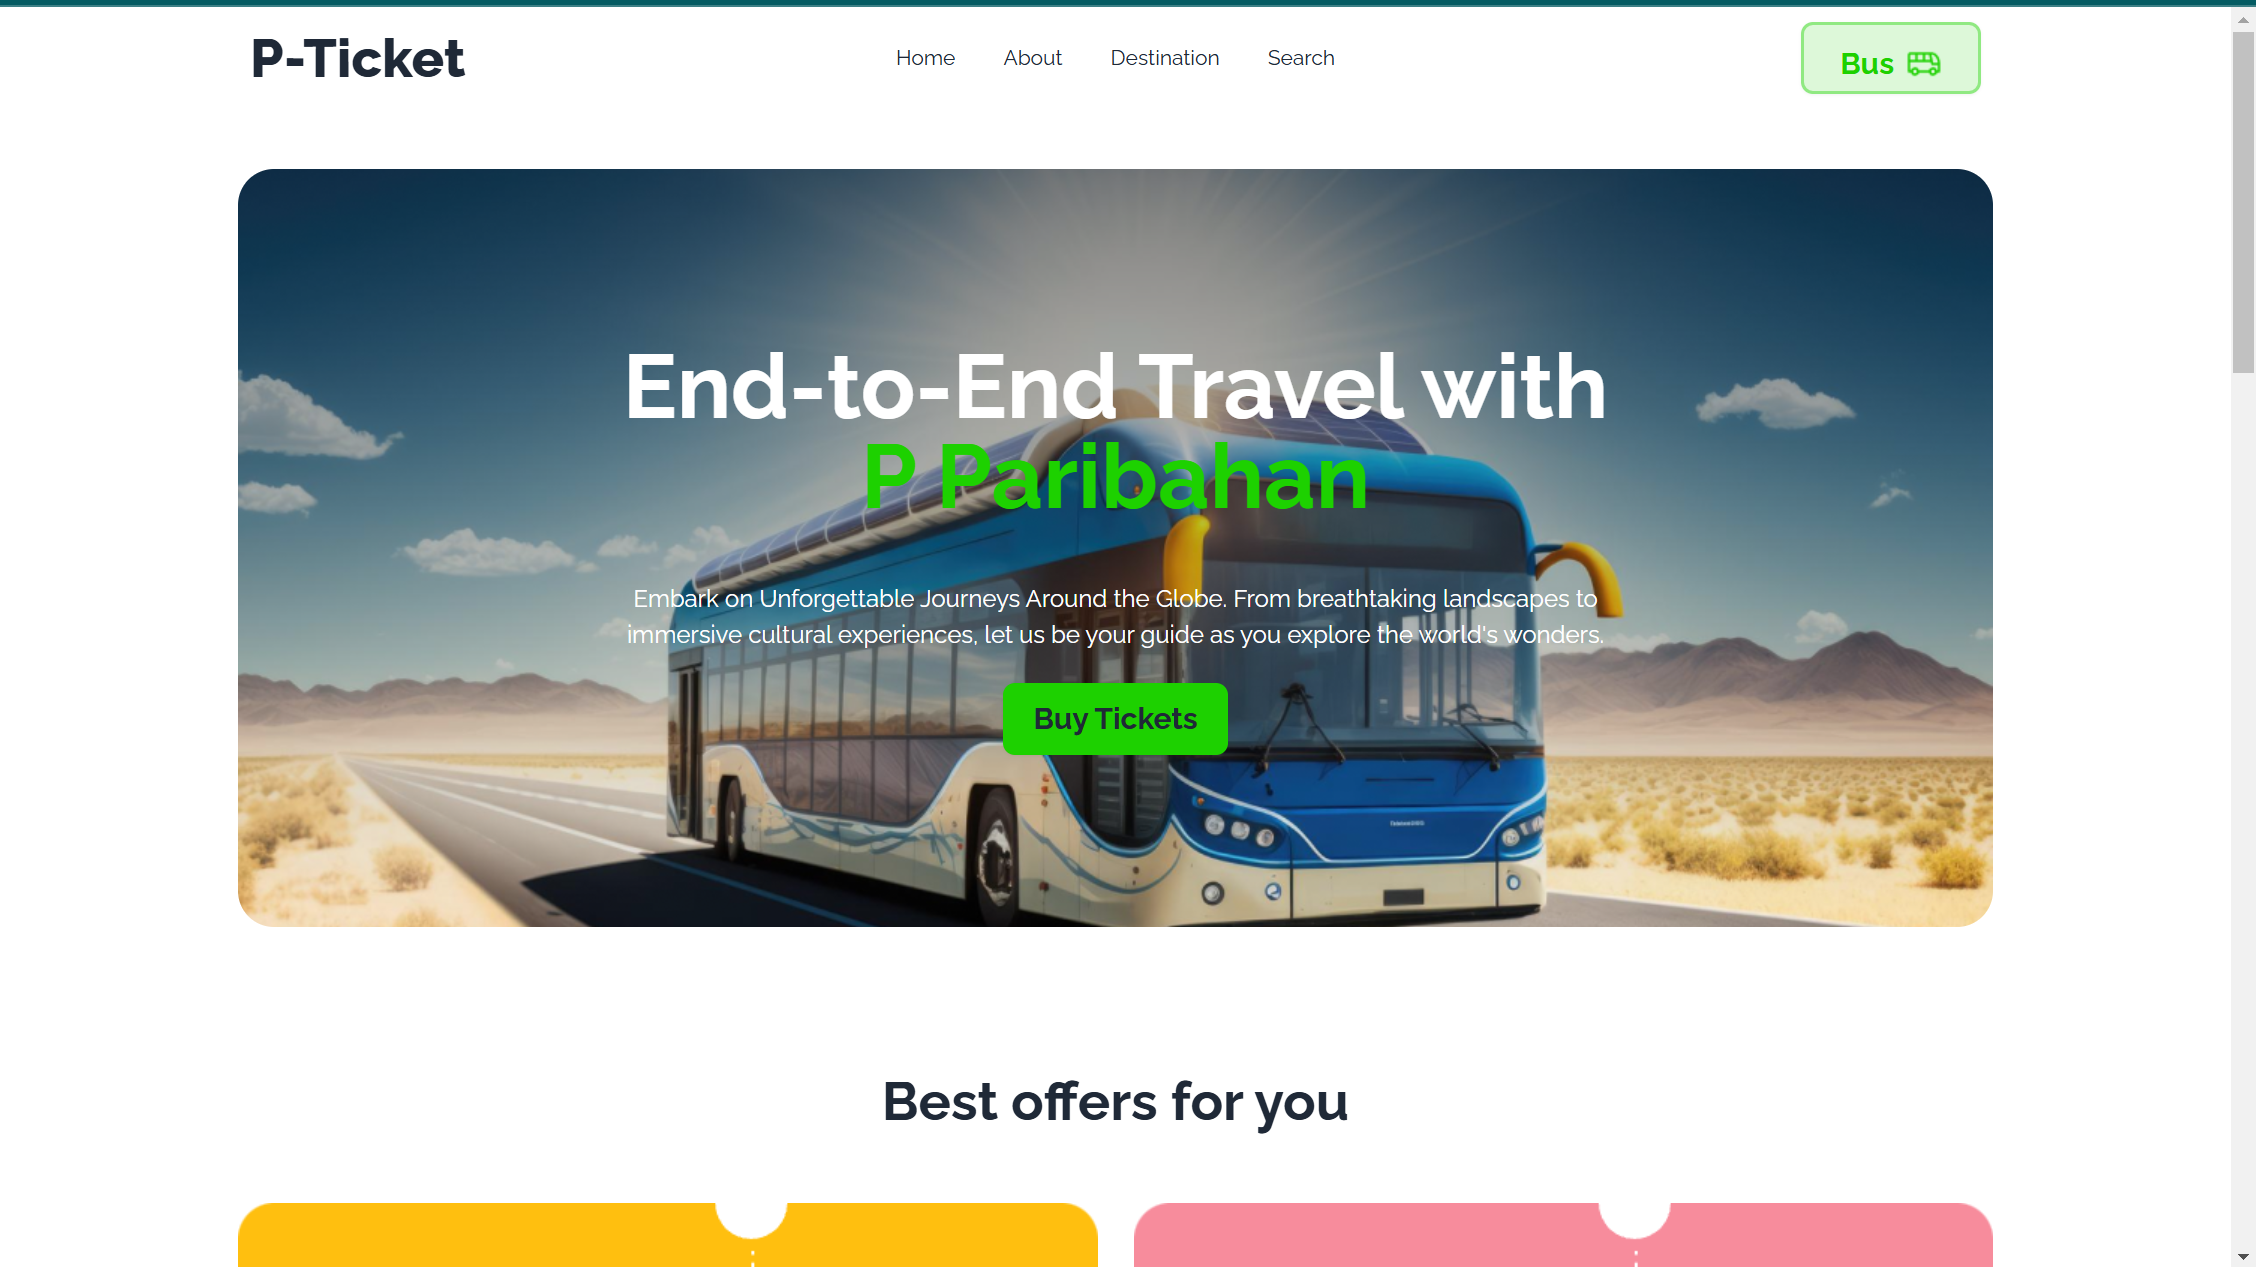 P-Ticket
Home
About
Destination
Search
Bus
End-to-End Travel with
P Paribahan
Embark on Unforgettable Journeys Around the Globe. From breathtaking landscapes to
immersive cultural experiences, let us be your guide as you explore the world's wonders.
Buy Tickets
Best offers for you